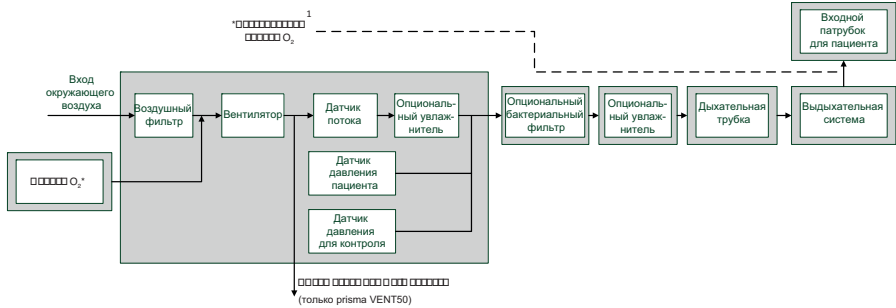 O₂
1
Входной
патрубок
для пациента
Вход
окружающего
воздуха
Воздушный
фильтр
Вентилятор
Датчик
потока
Опциональ-
ный увлаж-
нитель
Опциональный
бактериальный
фильтр
Опциональ-
ный увлаж-
нитель
Дыхательная
трубка
Выдыхательная
система
O₂*
Датчик
давления
пациента
Датчик
давления
для контроля
(только prisma VENT50)